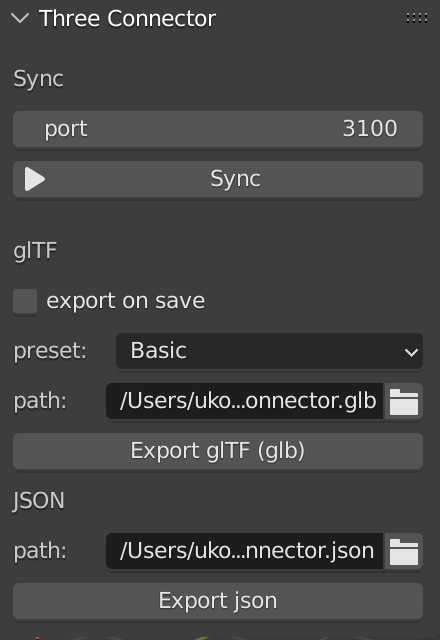 Three Connector
Sync
port 3100
Sync
glTF
export on save
preset: Basic
path: /Users/uko...onnector.glb
Export glTF (glb)
JSON
path: /Users/uko...nnector.json
Export json